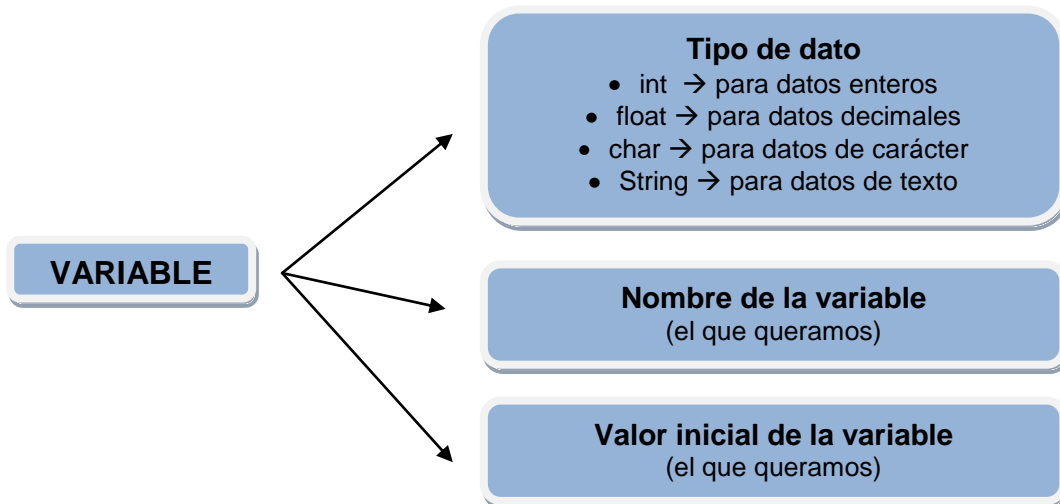 VARIABLE
Tipo de dato
• int → para datos enteros
• float → para datos decimales
• char → para datos de carácter
• String → para datos de texto
Nombre de la variable
(el que queramos)
Valor inicial de la variable
(el que queramos)